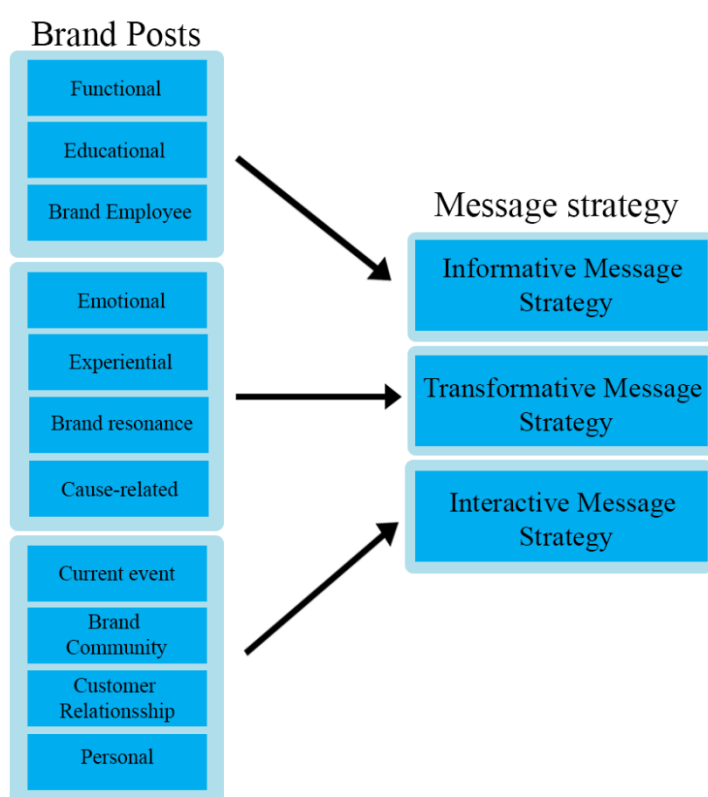 Brand Posts
Functional
Educational
Brand Employee
Emotional
Experiential
Brand resonance
Cause-related
Current event
Brand
Community
Customer
Relationsship
Personal
Message strategy
Informative Message
Strategy
Transformative Message
Strategy
Interactive Message
Strategy